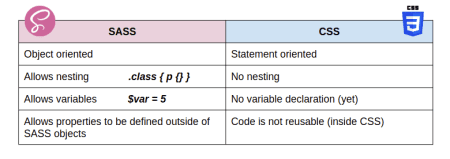 CSS
3
SASS CSS
Object oriented Statement oriented
Allows nesting .class { p {} } No nesting
Allows variables $var = 5 No variable declaration (yet)
Allows properties to be defined outside of Code is not reusable (inside CSS)
SASS objects